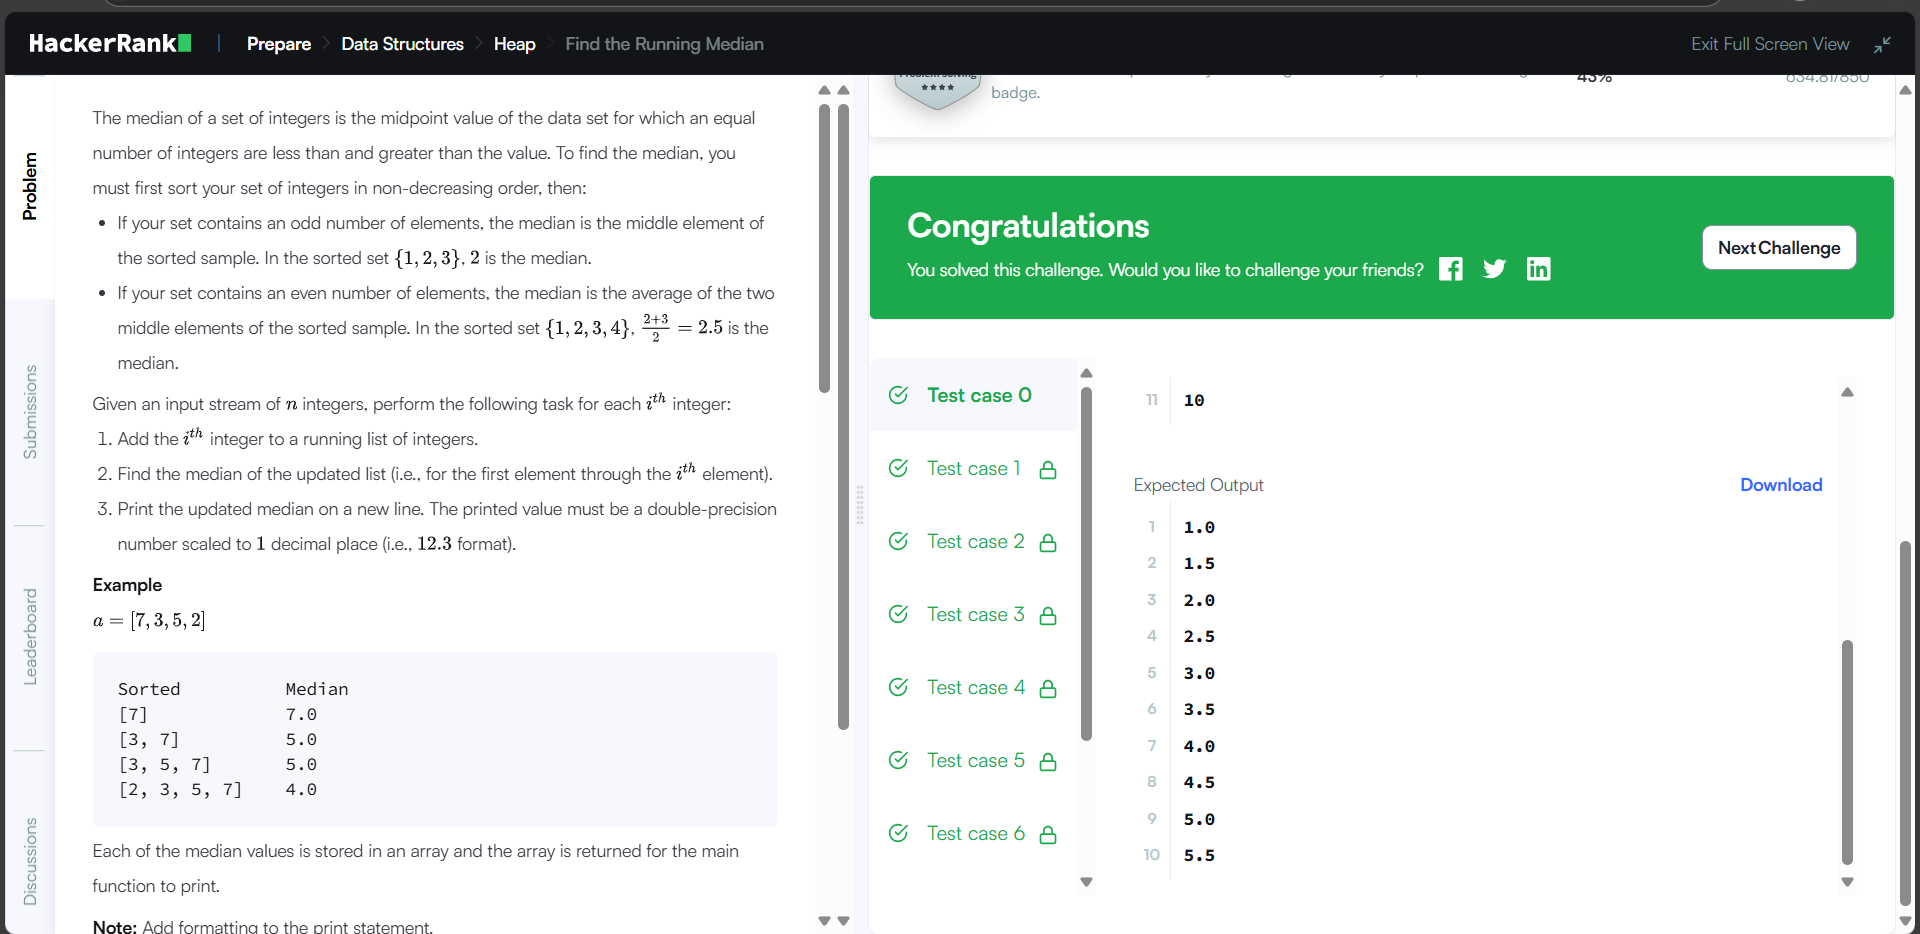 HackerRank
Prepare
Data Structures
Heap
Find the Running Median
Exit Full Screen View
Problem
Submissions
Leaderboard
Discussions
The median of a set of integers is the midpoint value of the data set for which an equal
number of integers are less than and greater than the value. To find the median, you
must first sort your set of integers in non-decreasing order, then:
• If your set contains an odd number of elements, the median is the middle element of
the sorted sample. In the sorted set {1, 2, 3}, 2 is the median.
• If your set contains an even number of elements, the median is the average of the two
middle elements of the sorted sample. In the sorted set {1, 2, 3, 4}, (2+3)/2 = 2.5 is the
median.
Given an input stream of n integers, perform the following task for each i^th integer:
1. Add the i^th integer to a running list of integers.
2. Find the median of the updated list (i.e., for the first element through the i^th element).
3. Print the updated median on a new line. The printed value must be a double-precision
number scaled to 1 decimal place (i.e., 12.3 format).
Example
a = [7, 3, 5, 2]
Sorted Median
[7] 7.0
[3, 7] 5.0
[3, 5, 7] 5.0
[2, 3, 5, 7] 4.0
Each of the median values is stored in an array and the array is returned for the main
function to print.
Note: Add formatting to the print statement.
Problem Solving
badge.
43%
634.81/850
Congratulations
You solved this challenge. Would you like to challenge your friends?
Next Challenge
Test case 0
Test case 1
Test case 2
Test case 3
Test case 4
Test case 5
Test case 6
11 10
Expected Output
Download
1 1.0
2 1.5
3 2.0
4 2.5
5 3.0
6 3.5
7 4.0
8 4.5
9 5.0
10 5.5